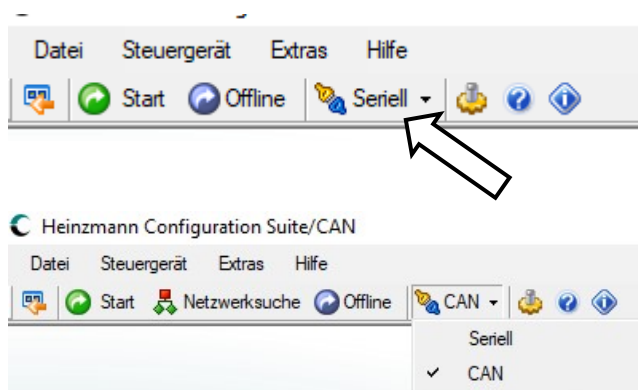 Datei Steuergerät Extras Hilfe
Start Offline Seriell
Heinzmann Configuration Suite/CAN
Datei Steuergerät Extras Hilfe
Start Netzwerksuche Offline CAN
Seriell
CAN